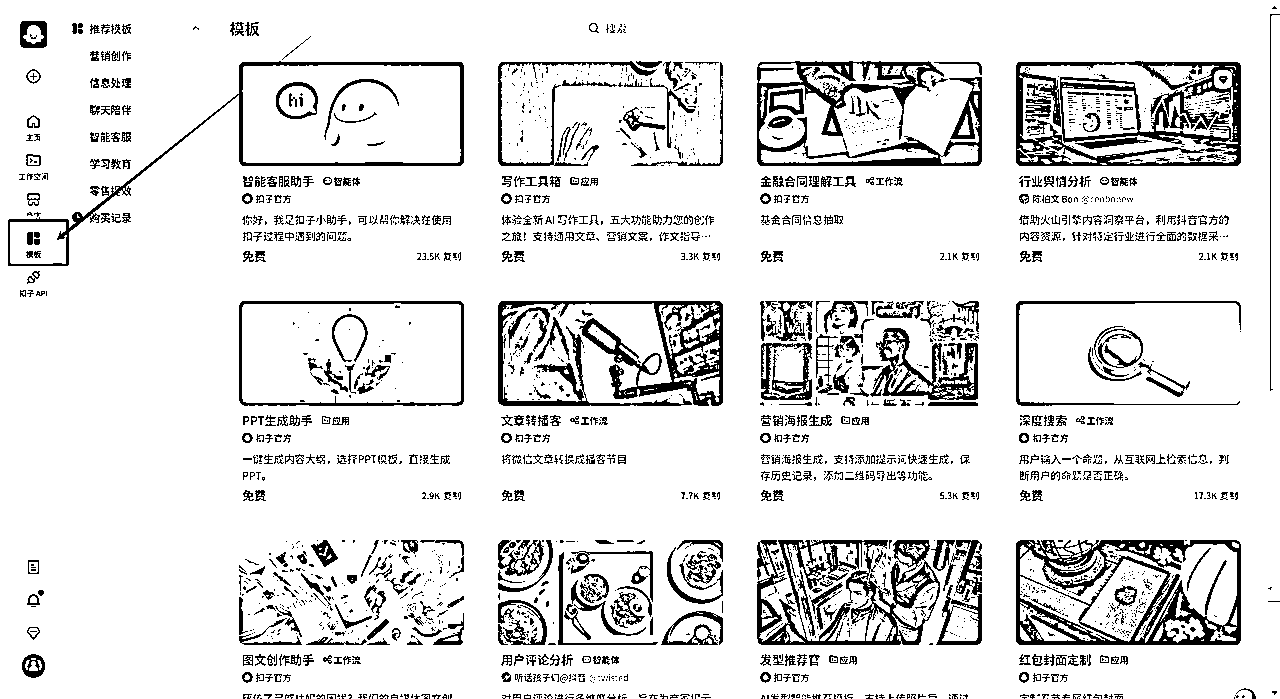 推荐模板
营销创作
信息处理
聊天陪伴
智能客服
学习教育
零售提效
购买记录
主页
工作空间
模板
扣子 API
模板
搜索
hi
智能客服助手 智能体
扣子官方
你好，我是扣子小助手，可以帮你解决在使用
扣子过程中遇到的问题。
免费 23.5K 复制
写作工具箱 应用
扣子官方
体验全新 AI 写作工具，五大功能助力您的创作
之旅！支持通用文章、营销文案，作文指导…
免费 3.3K 复制
金融合同理解工具 工作流
扣子官方
基金合同信息抽取
免费 2.1K 复制
行业舆情分析 智能体
借助火山引擎内容洞察平台，利用抖音官方的
内容资源，针对特定行业进行全面的数据采…
免费 2.1K 复制
PPT生成助手 应用
扣子官方
一键生成内容大纲，选择PPT模板，直接生成
PPT。
免费 2.9K 复制
文章转播客 工作流
扣子官方
将微信文章转换成播客节目
免费 7.7K 复制
营销海报生成 应用
扣子官方
营销海报生成，支持添加提示词快速生成，保
存历史记录，添加二维码导出等功能。
免费 5.3K 复制
深度搜索 工作流
扣子官方
用户输入一个命题，从互联网上检索信息，判
断用户的命题是否正确。
免费 17.3K 复制
图文创作助手 工作流
扣子官方
用户评论分析 智能体
听话孩子们@抖音 @twisted
发型推荐官 应用
扣子官方
红包封面定制 应用
扣子官方